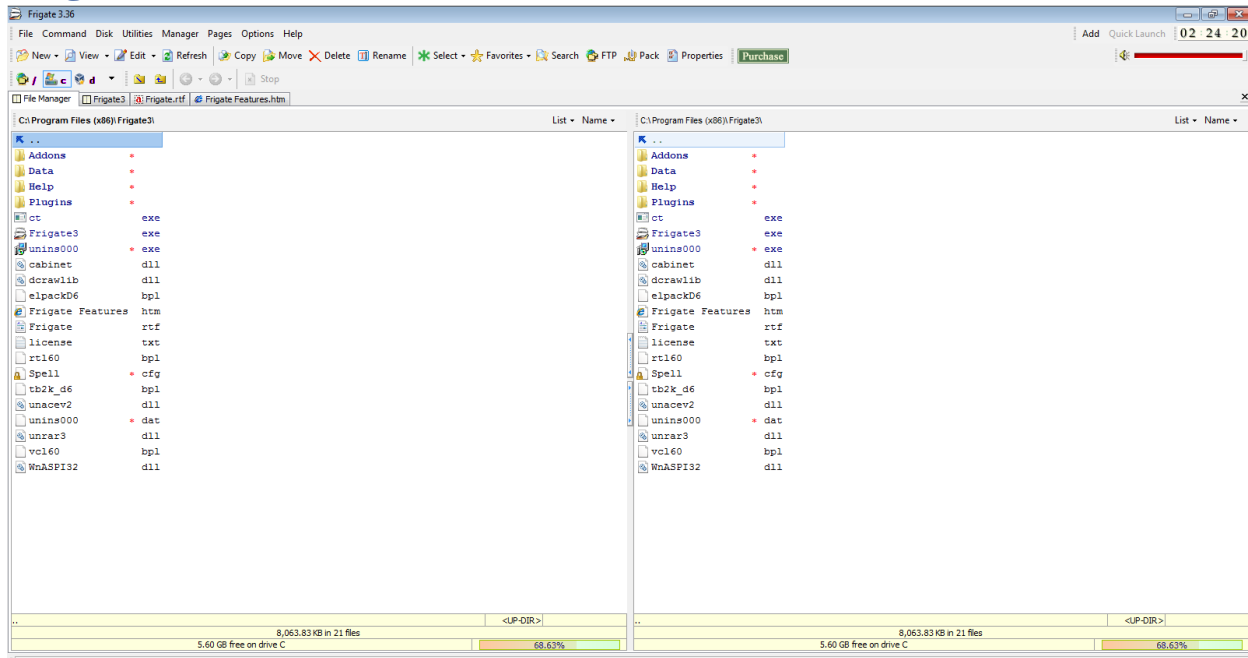 Frigate 3.36
File Command Disk Utilities Manager Pages Options Help Add Quick Launch 02 : 24 : 20
New View Edit Refresh Copy Move Delete Rename Select Favorites Search FTP Pack Properties Purchase
/ c d Stop
File Manager Frigate3 Frigate.rtf Frigate Features.htm
C:\Program Files (x86)\Frigate3\ List Name C:\Program Files (x86)\Frigate3\ List Name
.. ..
Addons * Addons *
Data * Data *
Help * Help *
Plugins * Plugins *
ct exe ct exe
Frigate3 exe Frigate3 exe
unins000 * exe unins000 * exe
cabinet dll cabinet dll
dcrawlib dll dcrawlib dll
elpackD6 bpl elpackD6 bpl
Frigate Features htm Frigate Features htm
Frigate rtf Frigate rtf
license txt license txt
rtl60 bpl rtl60 bpl
Spell * cfg Spell * cfg
tb2k_d6 bpl tb2k_d6 bpl
unacev2 dll unacev2 dll
unins000 * dat unins000 * dat
unrar3 dll unrar3 dll
vcl60 bpl vcl60 bpl
WnASPI32 dll WnASPI32 dll
.. <UP-DIR> .. <UP-DIR>
8,063.83 KB in 21 files 8,063.83 KB in 21 files
5.60 GB free on drive C 68.63% 5.60 GB free on drive C 68.63%